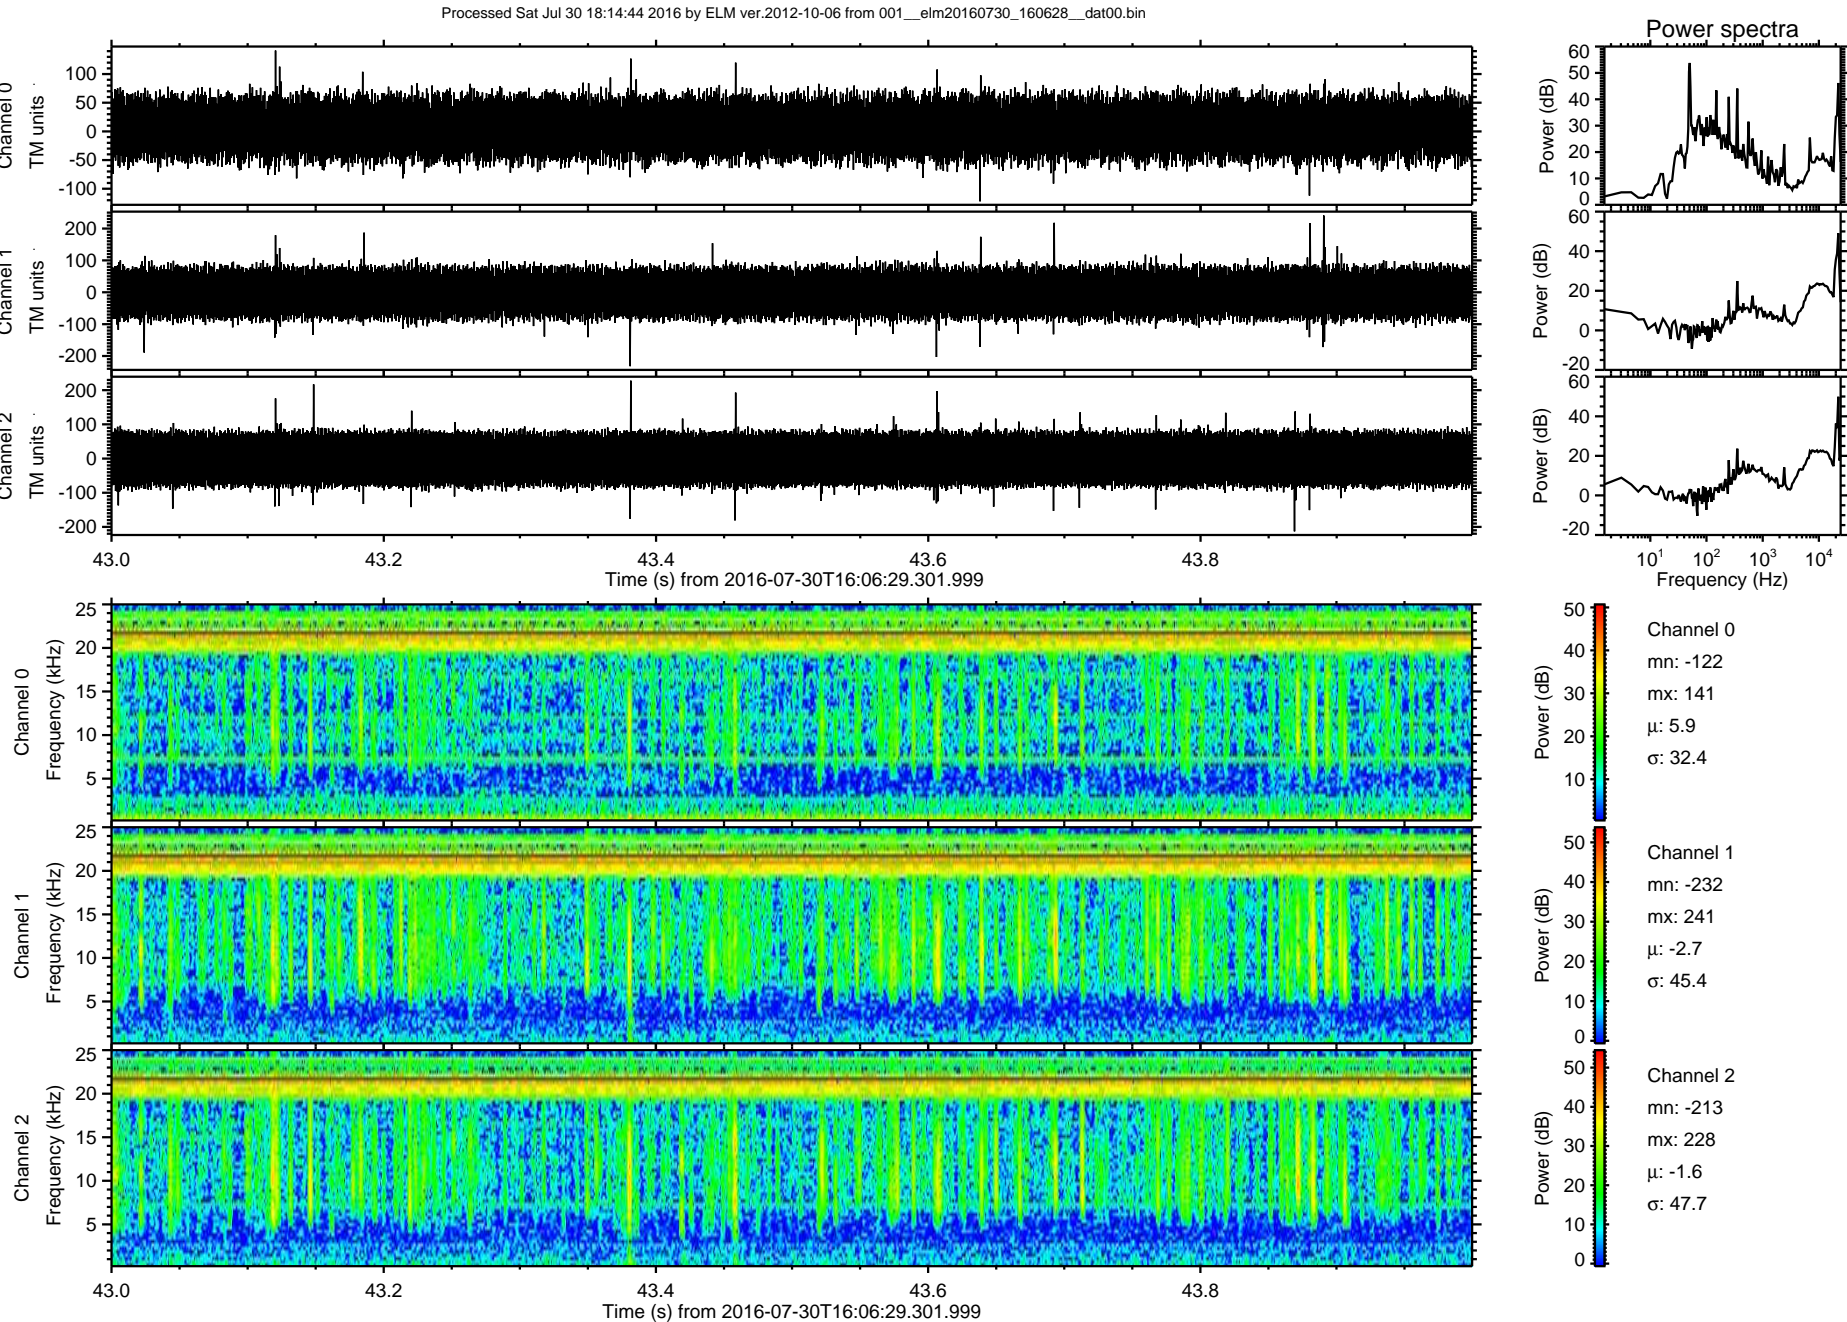 Processed Sat Jul 30 18:14:44 2016 by ELM ver.2012-10-06 from 001__elm20160730_160628__dat00.bin
Power spectra
Channel 0
TM units
100
50
0
-50
-100
Power (dB)
60
50
40
30
20
10
0
Channel 1
TM units
200
100
0
-100
-200
Power (dB)
60
40
20
0
-20
Channel 2
TM units
200
100
0
-100
-200
Power (dB)
60
40
20
0
-20
43.0 43.2 43.4 43.6 43.8
Time (s) from 2016-07-30T16:06:29.301.999
10^1 10^2 10^3 10^4
Frequency (Hz)
Channel 0
Frequency (kHz)
25
20
15
10
5
Power (dB)
50
40
30
20
10
Channel 0
mn: -122
mx: 141
μ: 5.9
σ: 32.4
Channel 1
Frequency (kHz)
25
20
15
10
5
Power (dB)
50
40
30
20
10
0
Channel 1
mn: -232
mx: 241
μ: -2.7
σ: 45.4
Channel 2
Frequency (kHz)
25
20
15
10
5
Power (dB)
50
40
30
20
10
0
Channel 2
mn: -213
mx: 228
μ: -1.6
σ: 47.7
43.0 43.2 43.4 43.6 43.8
Time (s) from 2016-07-30T16:06:29.301.999